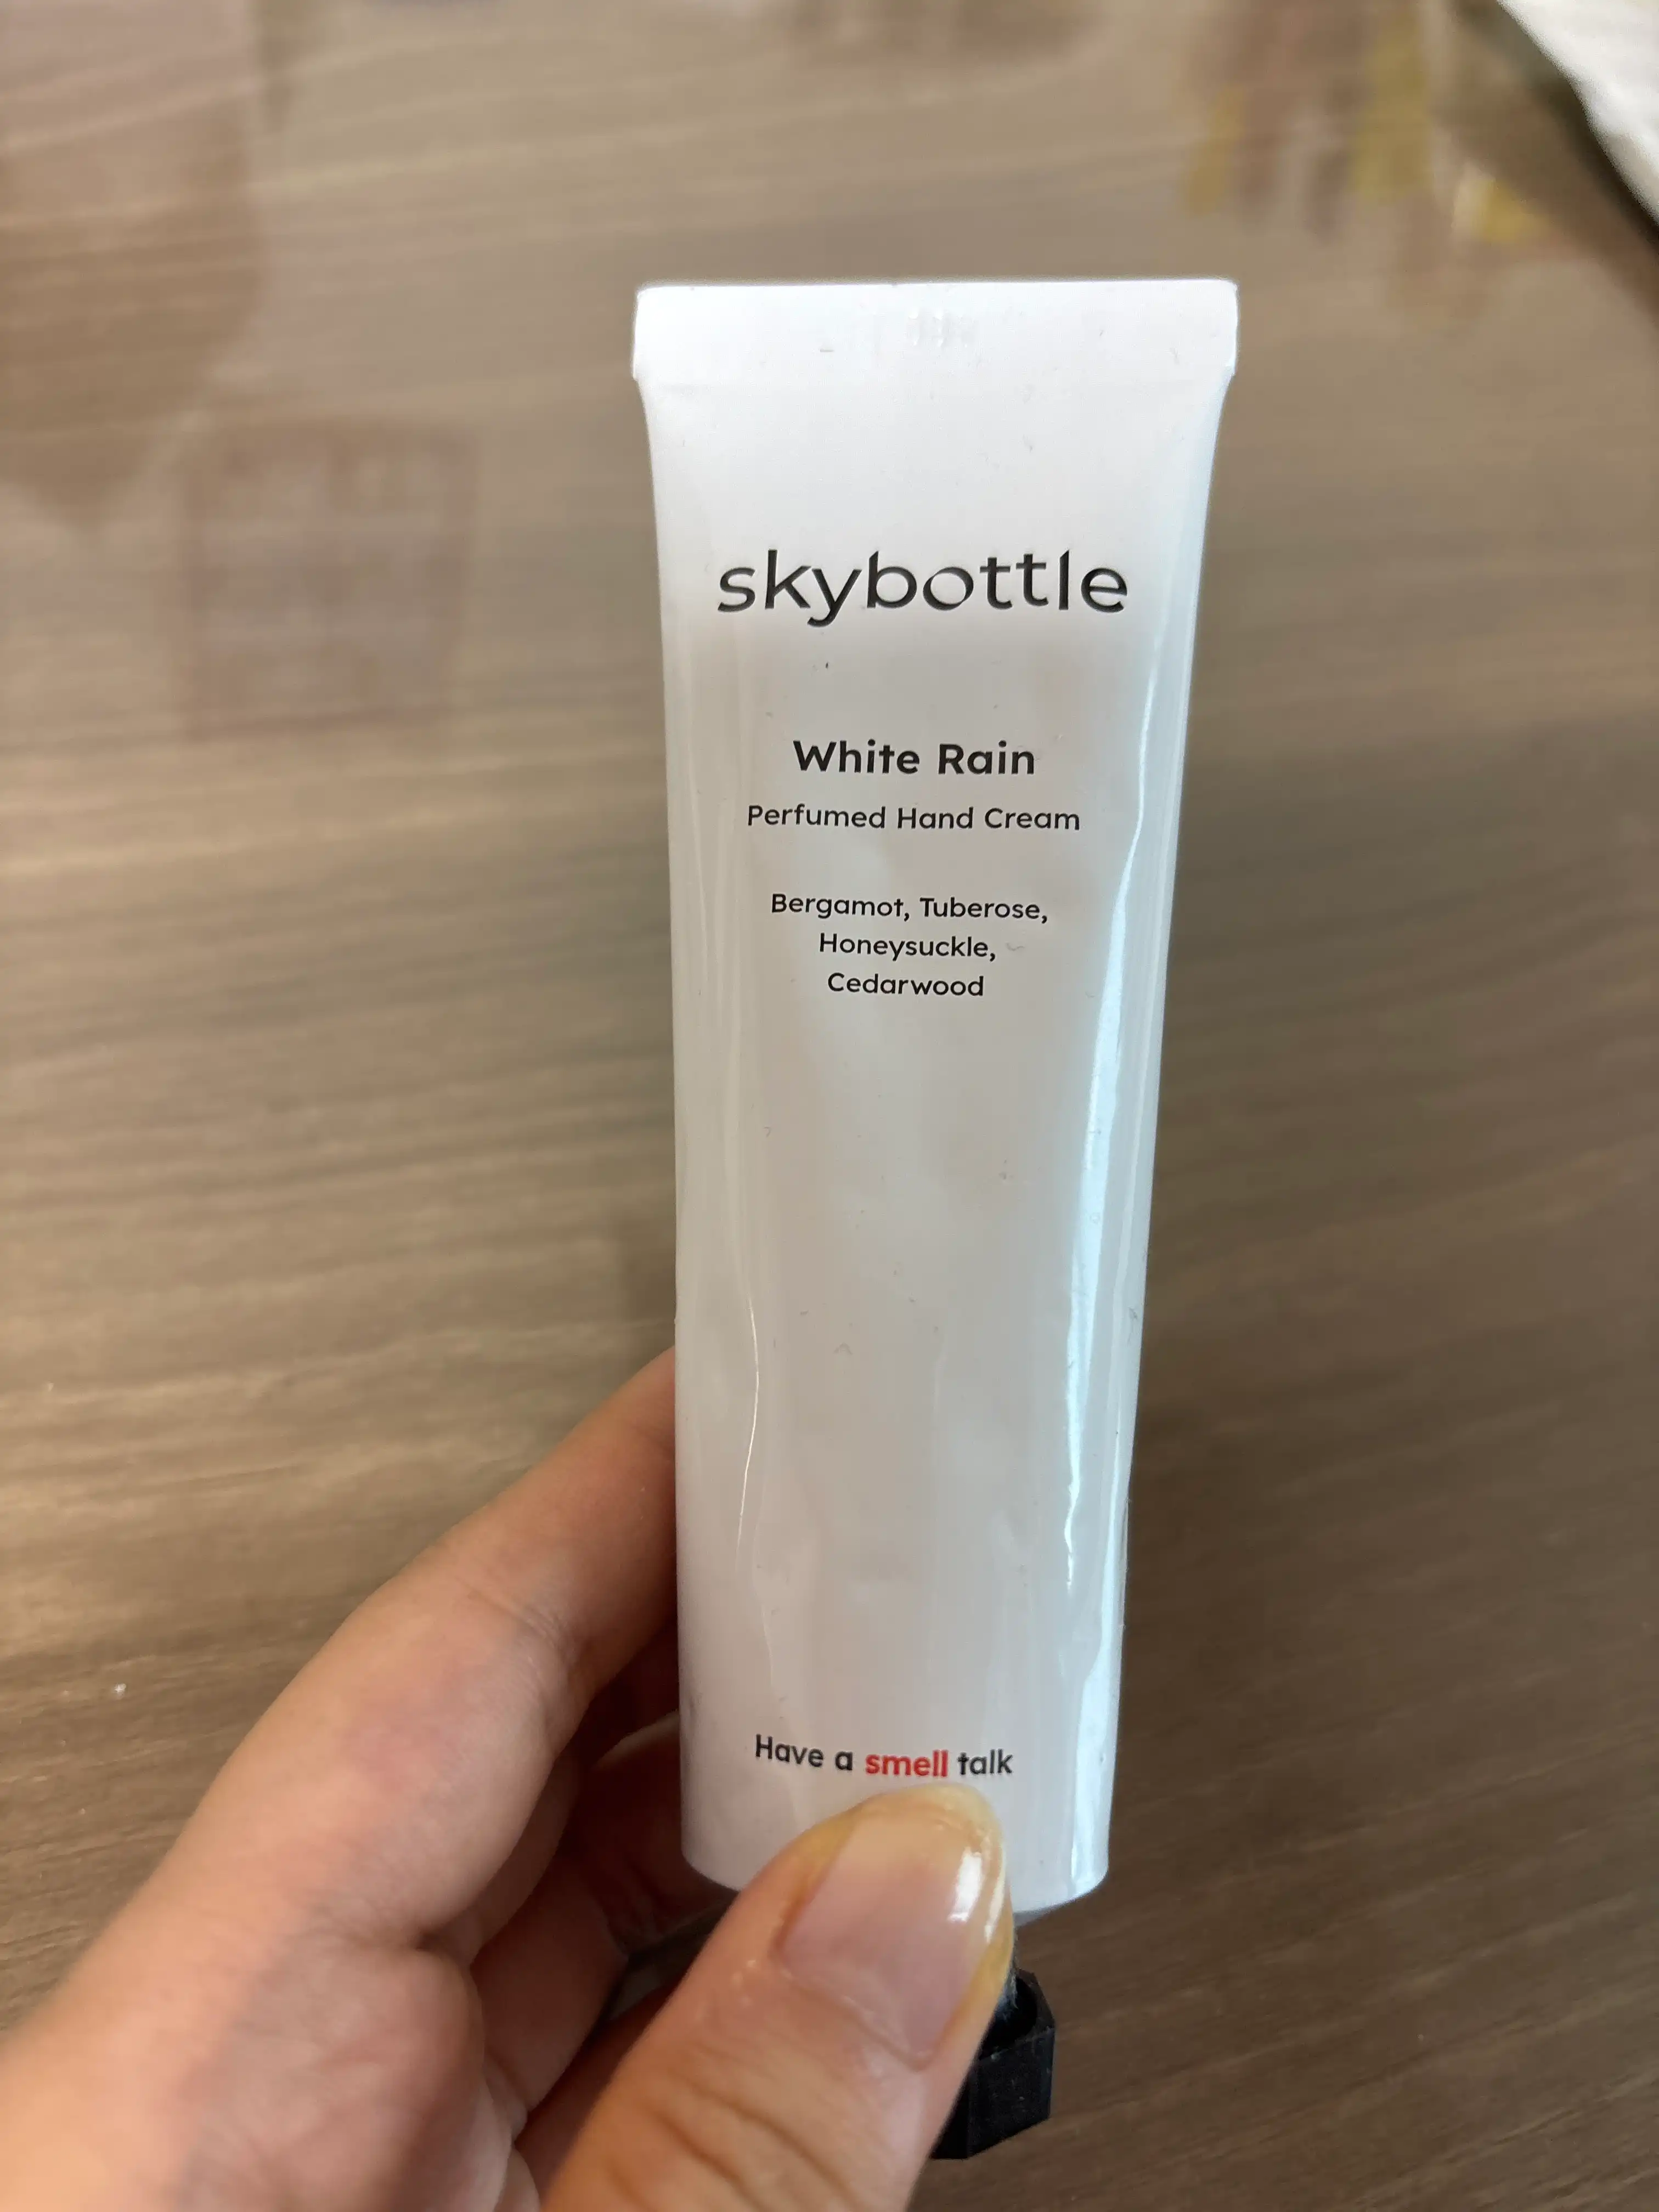 skybottle
White Rain
Perfumed Hand Cream
Bergamot, Tuberose,
Honeysuckle,
Cedarwood
Have a smell talk